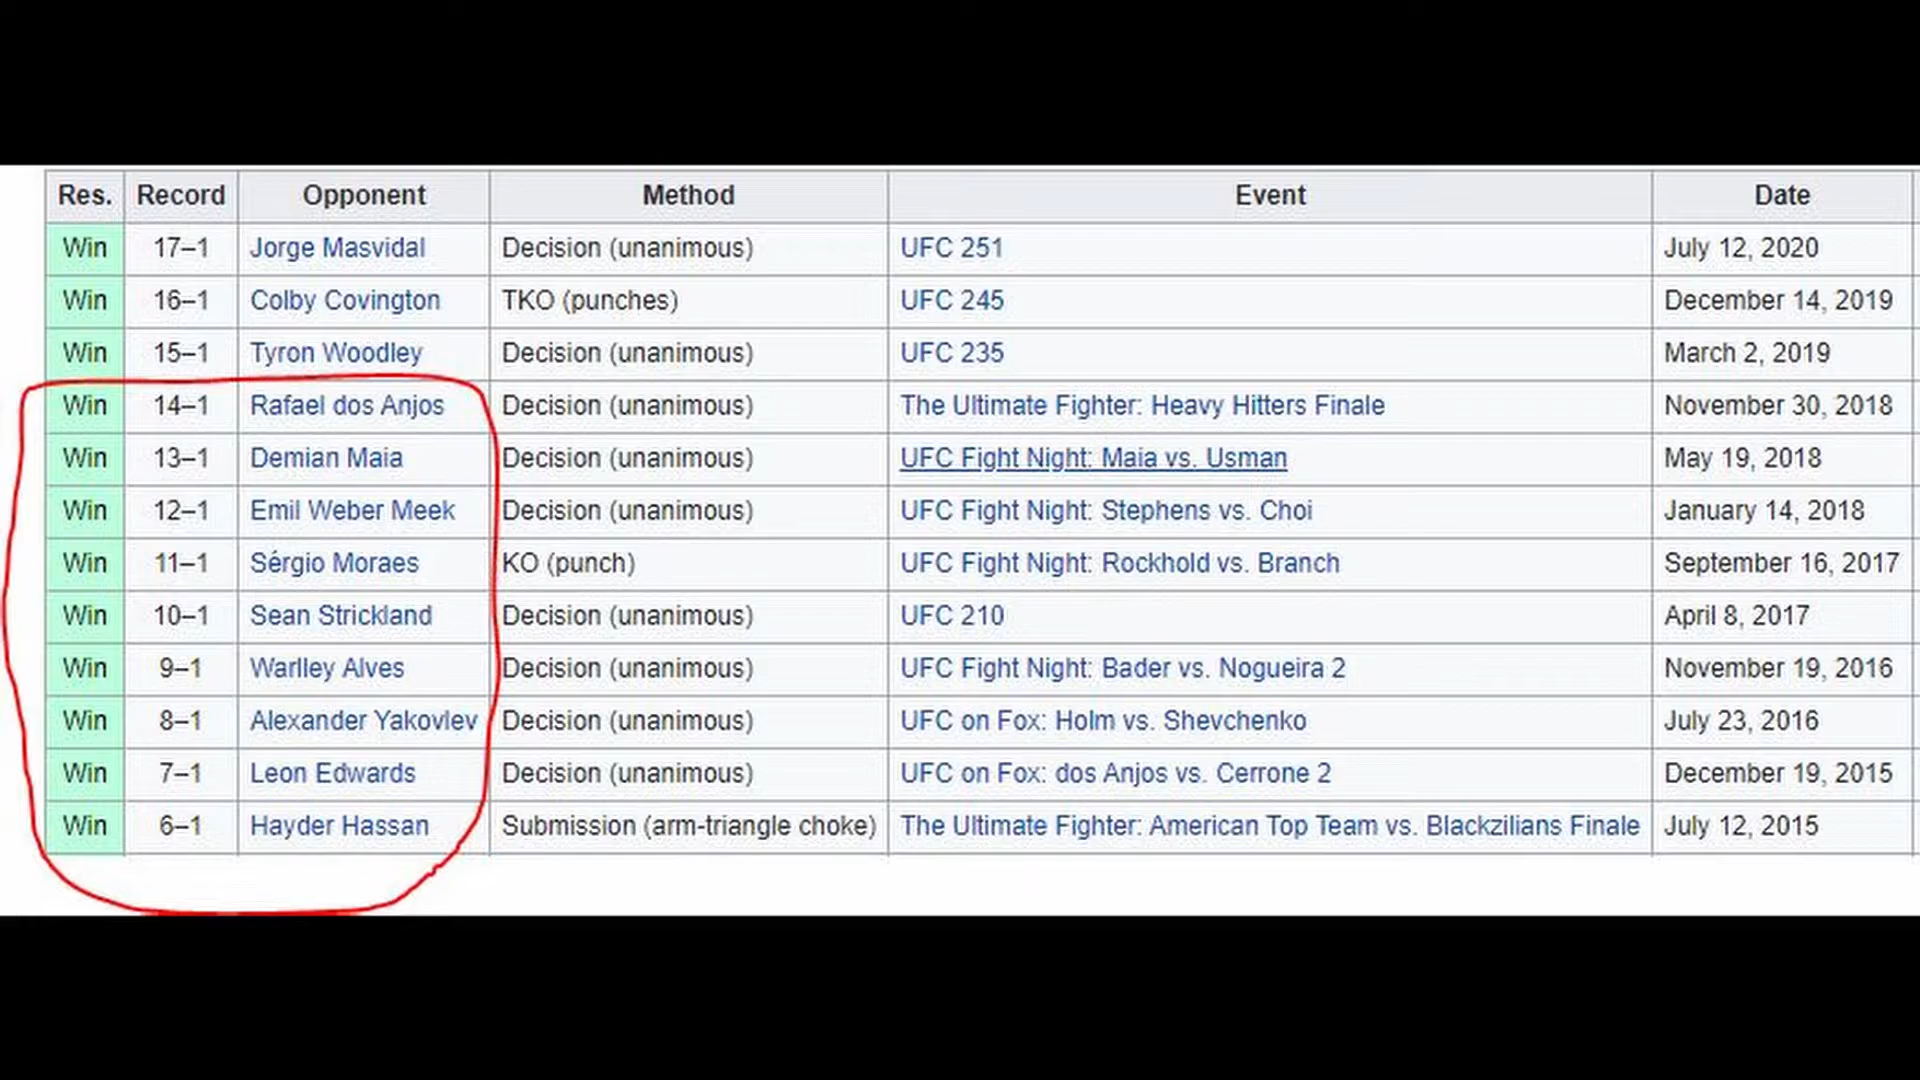 Res. Record Opponent Method Event Date
Win 17–1 Jorge Masvidal Decision (unanimous) UFC 251 July 12, 2020
Win 16–1 Colby Covington TKO (punches) UFC 245 December 14, 2019
Win 15–1 Tyron Woodley Decision (unanimous) UFC 235 March 2, 2019
Win 14–1 Rafael dos Anjos Decision (unanimous) The Ultimate Fighter: Heavy Hitters Finale November 30, 2018
Win 13–1 Demian Maia Decision (unanimous) UFC Fight Night: Maia vs. Usman May 19, 2018
Win 12–1 Emil Weber Meek Decision (unanimous) UFC Fight Night: Stephens vs. Choi January 14, 2018
Win 11–1 Sérgio Moraes KO (punch) UFC Fight Night: Rockhold vs. Branch September 16, 2017
Win 10–1 Sean Strickland Decision (unanimous) UFC 210 April 8, 2017
Win 9–1 Warlley Alves Decision (unanimous) UFC Fight Night: Bader vs. Nogueira 2 November 19, 2016
Win 8–1 Alexander Yakovlev Decision (unanimous) UFC on Fox: Holm vs. Shevchenko July 23, 2016
Win 7–1 Leon Edwards Decision (unanimous) UFC on Fox: dos Anjos vs. Cerrone 2 December 19, 2015
Win 6–1 Hayder Hassan Submission (arm-triangle choke) The Ultimate Fighter: American Top Team vs. Blackzilians Finale July 12, 2015